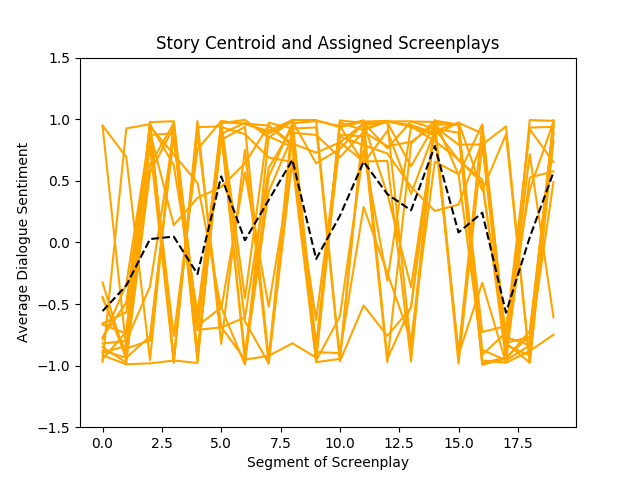 Story Centroid and Assigned Screenplays
Average Dialogue Sentiment
1.5
1.0
0.5
0.0
−0.5
−1.0
−1.5
0.0 2.5 5.0 7.5 10.0 12.5 15.0 17.5
Segment of Screenplay